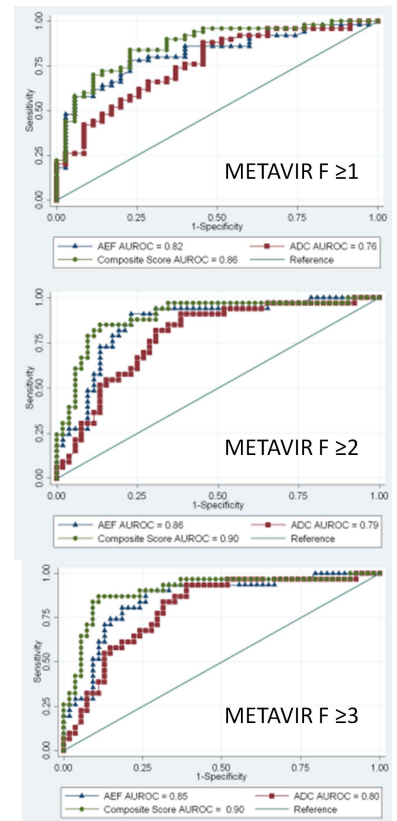 1.00
0.75
0.50
0.25
0.00
Sensitivity
METAVIR F ≥1
0.00 0.25 0.50 0.75 1.00
1-Specificity
AEF AUROC = 0.82 ADC AUROC = 0.76
Composite Score AUROC = 0.86 Reference
1.00
0.75
0.50
0.25
0.00
Sensitivity
METAVIR F ≥2
0.00 0.25 0.50 0.75 1.00
1-Specificity
AEF AUROC = 0.86 ADC AUROC = 0.79
Composite Score AUROC = 0.90 Reference
1.00
0.75
0.50
0.25
0.00
Sensitivity
METAVIR F ≥3
0.00 0.25 0.50 0.75 1.00
1-Specificity
AEF AUROC = 0.85 ADC AUROC = 0.80
Composite Score AUROC = 0.90 Reference